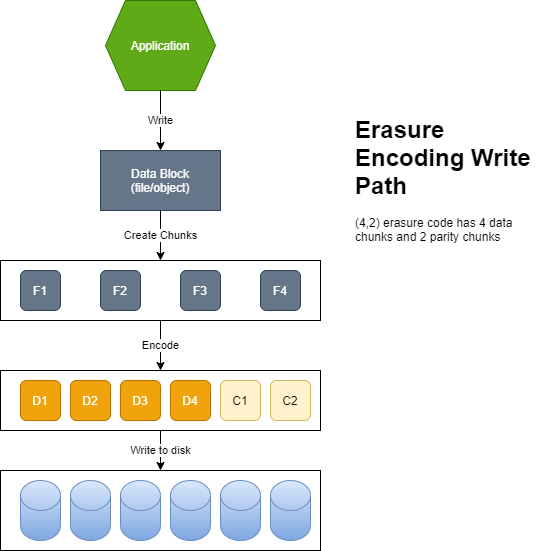 Application
Write
Erasure
Encoding Write
Path
Data Block
(file/object)
(4,2) erasure code has 4 data
chunks and 2 parity chunks
Create Chunks
F1 F2 F3 F4
Encode
D1 D2 D3 D4 C1 C2
Write to disk